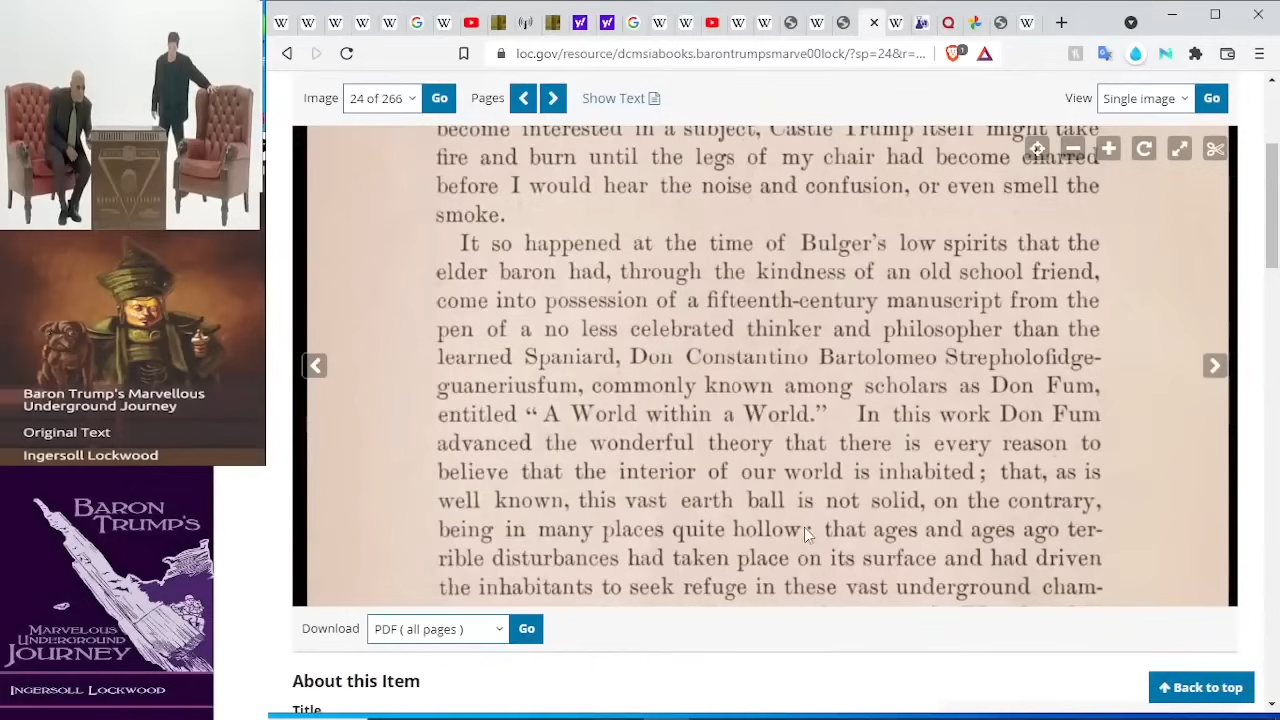 loc.gov/resource/dcmsiabooks.barontrumpsmarve00lock/?sp=24&r=...
1
Image
24 of 266
Go
Pages
Show Text
View
Single image
Go
become interested in a subject, Castle Trump itself might take
fire and burn until the legs of my chair had become charred
before I would hear the noise and confusion, or even smell the
smoke.
It so happened at the time of Bulger's low spirits that the
elder baron had, through the kindness of an old school friend,
come into possession of a fifteenth-century manuscript from the
pen of a no less celebrated thinker and philosopher than the
learned Spaniard, Don Constantino Bartolomeo Strepholofidge-
guaneriusfum, commonly known among scholars as Don Fum,
entitled “A World within a World.” In this work Don Fum
advanced the wonderful theory that there is every reason to
believe that the interior of our world is inhabited; that, as is
well known, this vast earth ball is not solid, on the contrary,
being in many places quite hollow; that ages and ages ago ter-
rible disturbances had taken place on its surface and had driven
the inhabitants to seek refuge in these vast underground cham-
Download
PDF ( all pages )
Go
About this Item
Title
Back to top
Baron Trump's Marvellous
Underground Journey
Original Text
Ingersoll Lockwood
BARON
TRUMP'S
MARVELOUS
UNDERGROUND
JOURNEY
INGERSOLL LOCKWOOD